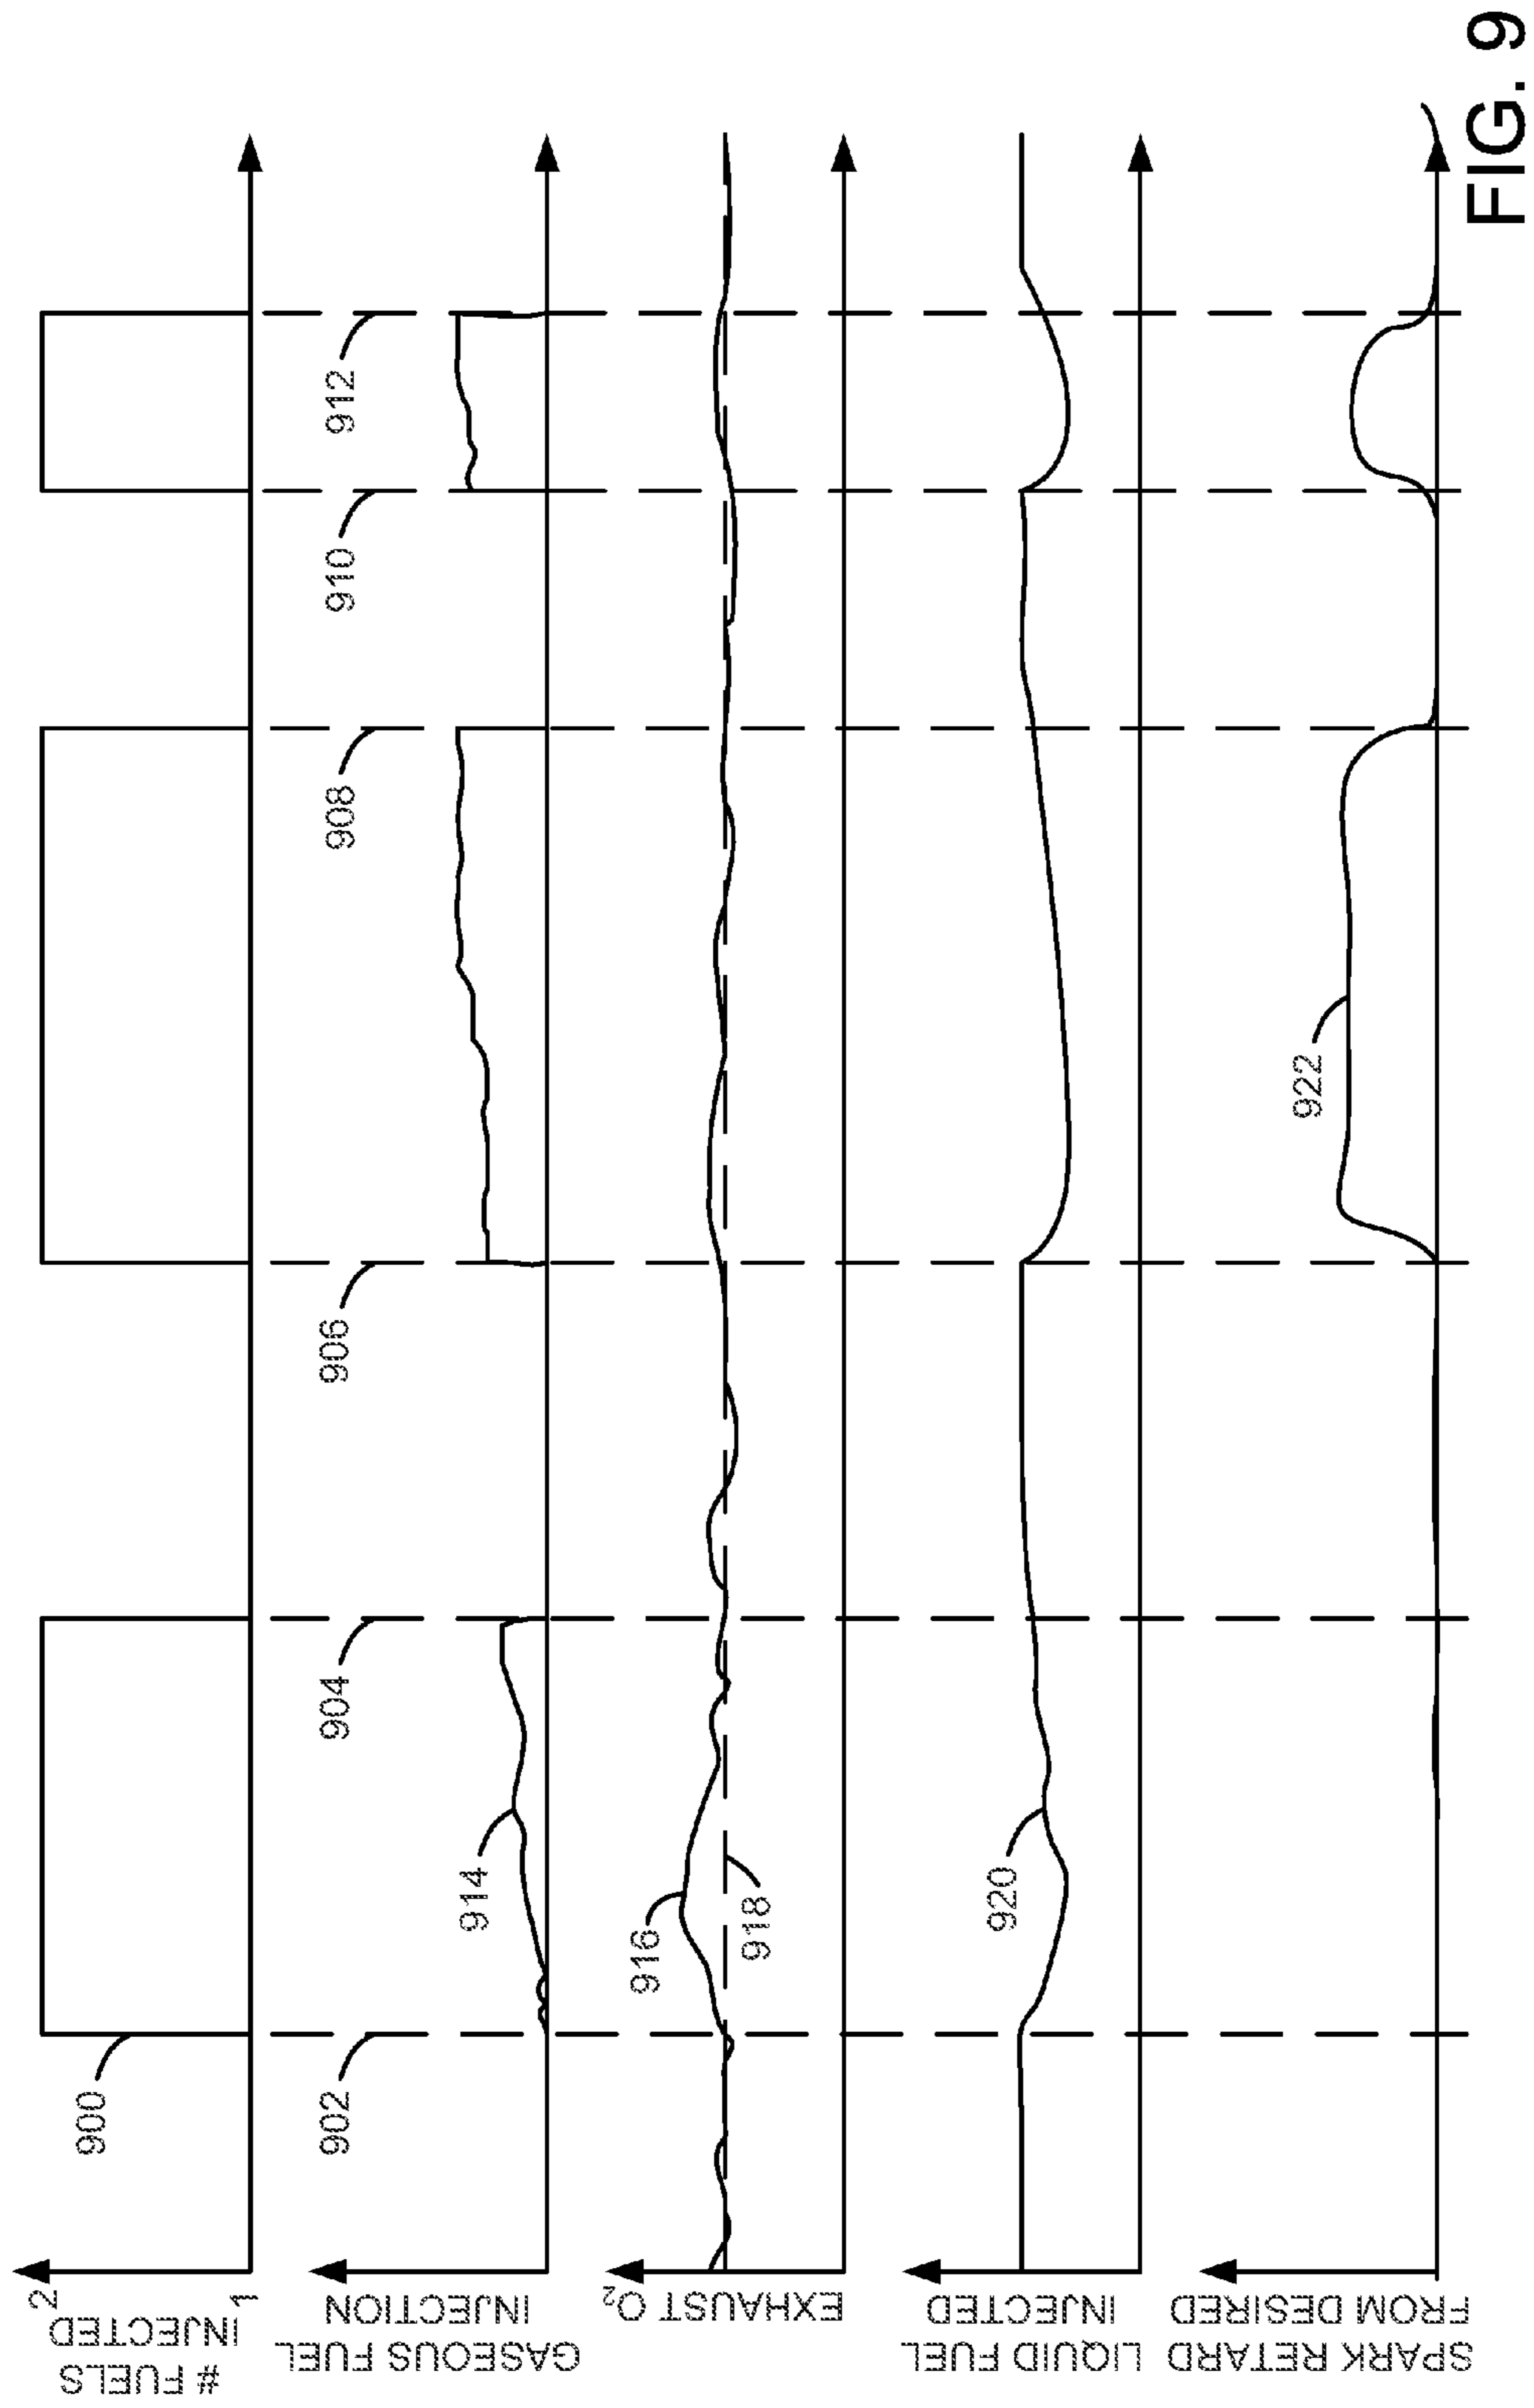 # FUELS
INJECTED
2
1
900
GASEOUS FUEL
INJECTION
902
904
906
908
910
912
914
EXHAUST O₂
916
918
LIQUID FUEL
INJECTED
920
SPARK RETARD
FROM DESIRED
922
FIG. 9